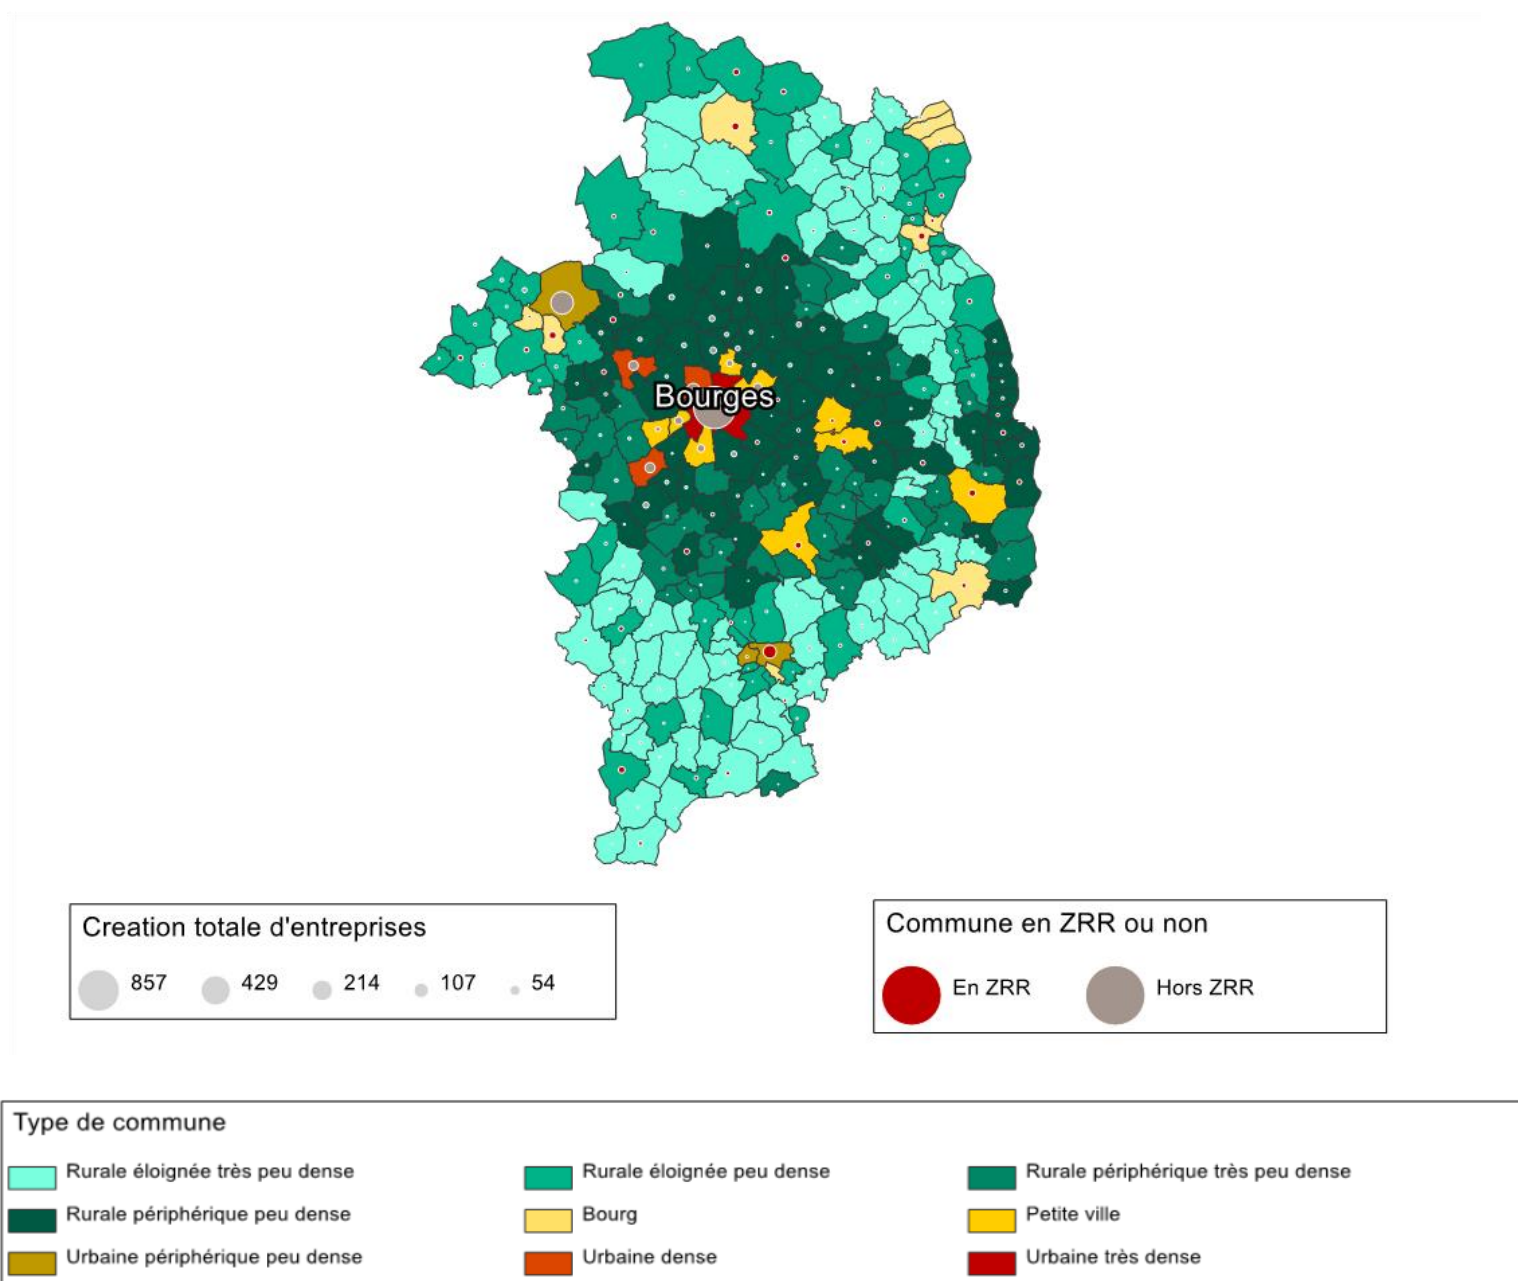 Bourges
Creation totale d'entreprises
857 429 214 107 54
Commune en ZRR ou non
En ZRR Hors ZRR
Type de commune
Rurale éloignée très peu dense Rurale éloignée peu dense Rurale périphérique très peu dense
Rurale périphérique peu dense Bourg Petite ville
Urbaine périphérique peu dense Urbaine dense Urbaine très dense